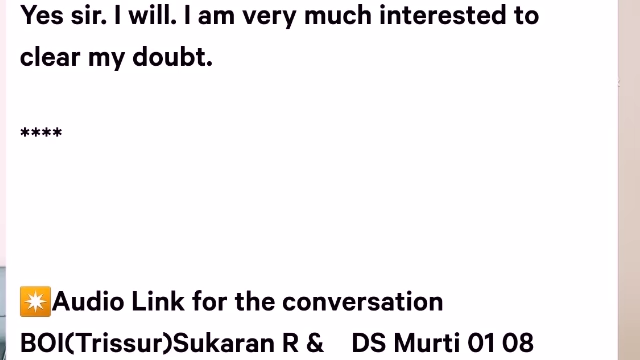 Yes sir. I will. I am very much interested to
clear my doubt.
****
💥Audio Link for the conversation
BOI(Trissur)Sukaran R & DS Murti 01 08